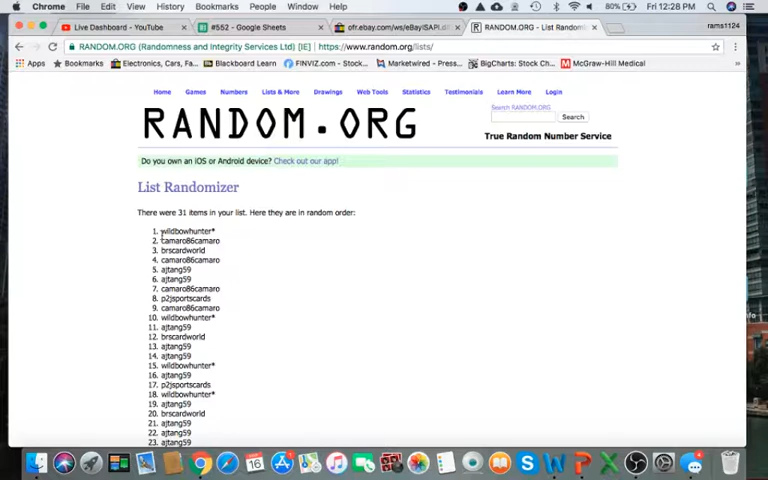 Chrome File Edit View History Bookmarks People Window Help
80% Fri 12:28 PM rams1124
Live Dashboard - YouTube
#552 - Google Sheets
ofr.ebay.com/ws/eBayISAPI.d
RANDOM.ORG - List Randomi
RANDOM.ORG (Randomness and Integrity Services Ltd) [IE] https://www.random.org/lists/
Apps Bookmarks Electronics, Cars, Fa... Blackboard Learn FINVIZ.com - Stock... Marketwired - Press... BigCharts: Stock Ch... McGraw-Hill Medical
Home Games Numbers Lists & More Drawings Web Tools Statistics Testimonials Learn More Login
Search RANDOM.ORG
RANDOM.ORG
Search
True Random Number Service
Do you own an iOS or Android device? Check out our app!
List Randomizer
There were 31 items in your list. Here they are in random order:
1. wildbowhunter*
2. camaro86camaro
3. brscardworld
4. camaro86camaro
5. ajtang59
6. ajtang59
7. camaro86camaro
8. p2jsportscards
9. camaro86camaro
10. wildbowhunter*
11. ajtang59
12. brscardworld
13. ajtang59
14. ajtang59
15. wildbowhunter*
16. ajtang59
17. p2jsportscards
18. wildbowhunter*
19. ajtang59
20. brscardworld
21. ajtang59
22. ajtang59
23. ajtang59